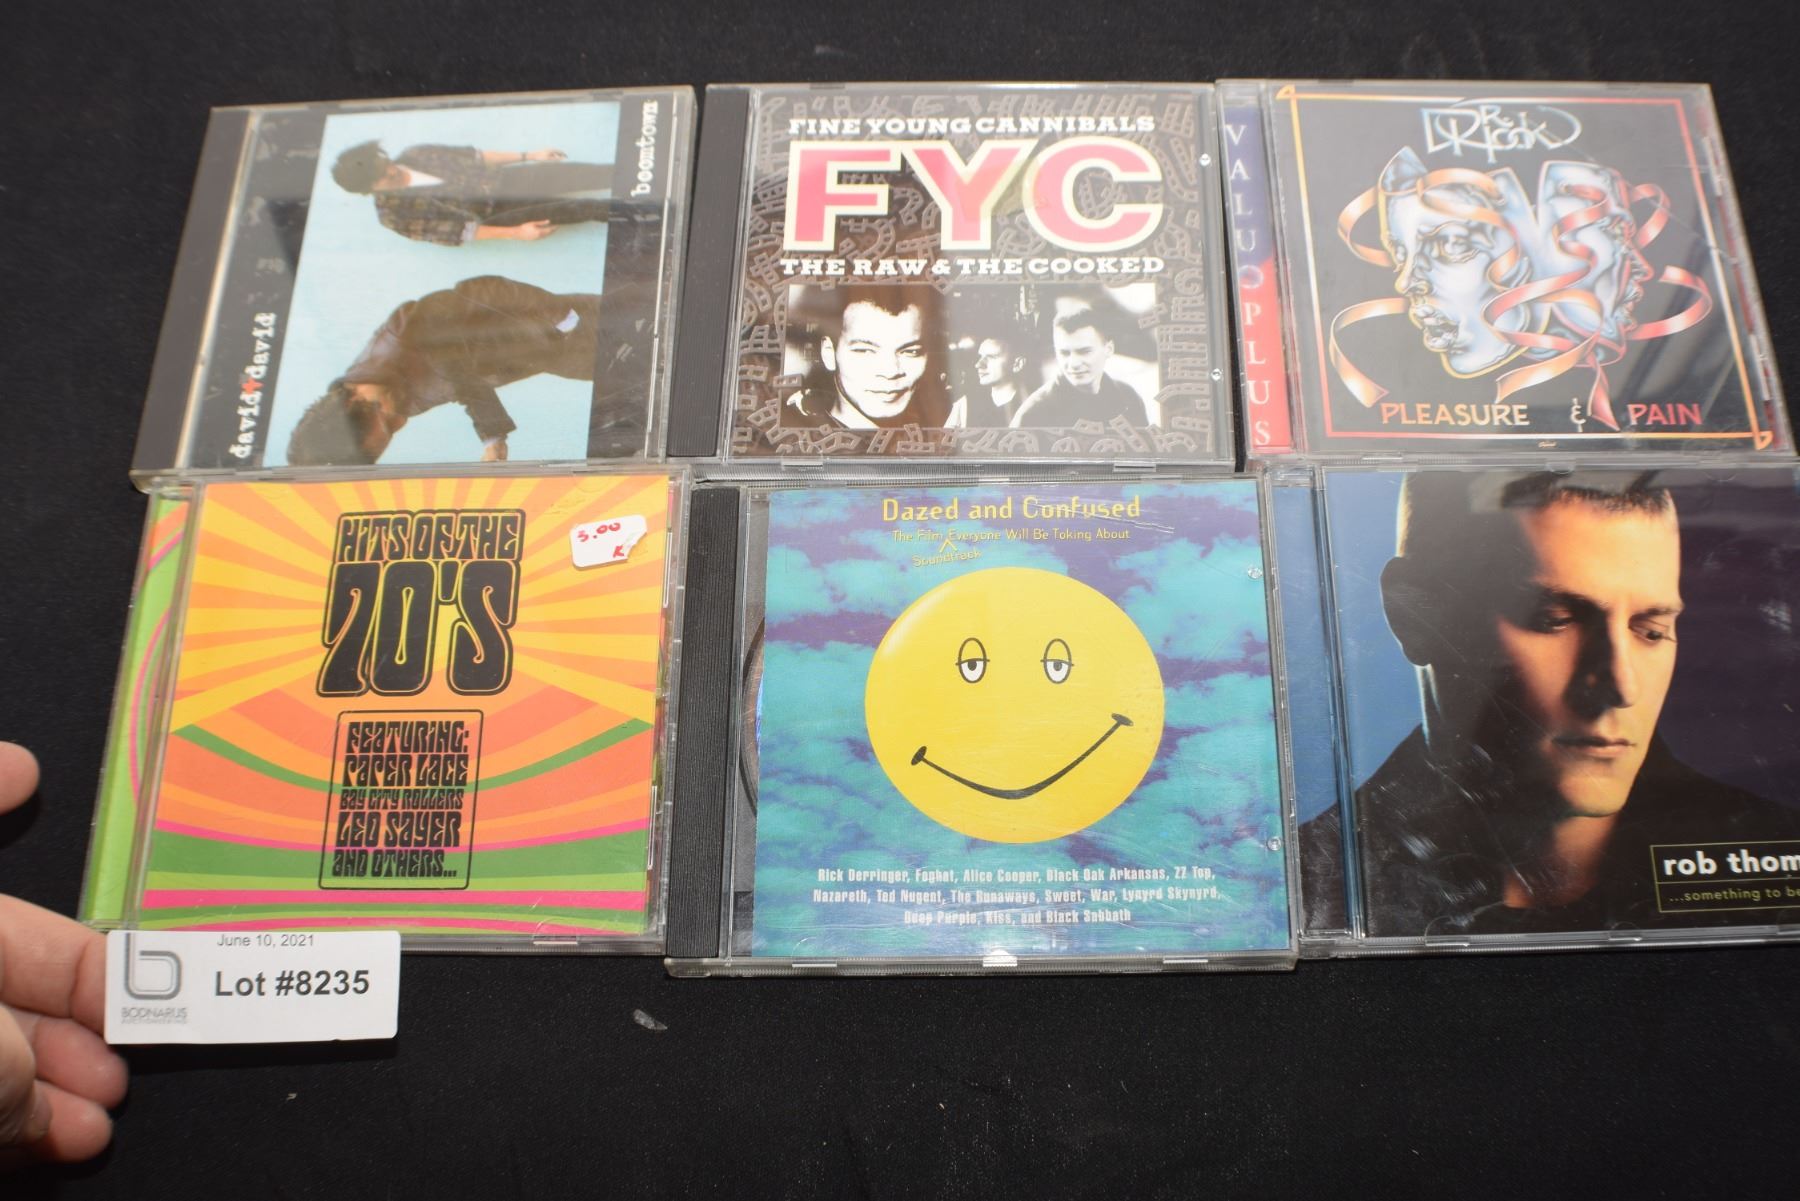 david+david
boomtown
FINE YOUNG CANNIBALS
FYC
THE RAW & THE COOKED
VALU PLUS
DR. HOOK
PLEASURE & PAIN
HITS OF THE
70'S
FEATURING:
PAPER LACE
BAY CITY ROLLERS
LEO SAYER
AND OTHERS...
3.00
K
Dazed and Confused
The Film Everyone Will Be Toking About
Soundtrack
Rick Derringer, Foghat, Alice Cooper, Black Oak Arkansas, ZZ Top,
Nazareth, Ted Nugent, The Runaways, Sweet, War, Lynyrd Skynyrd,
Deep Purple, Kiss, and Black Sabbath
rob thom
...something to be
June 10, 2021
Lot #8235
b
BODNARUS
AUCTIONEERING